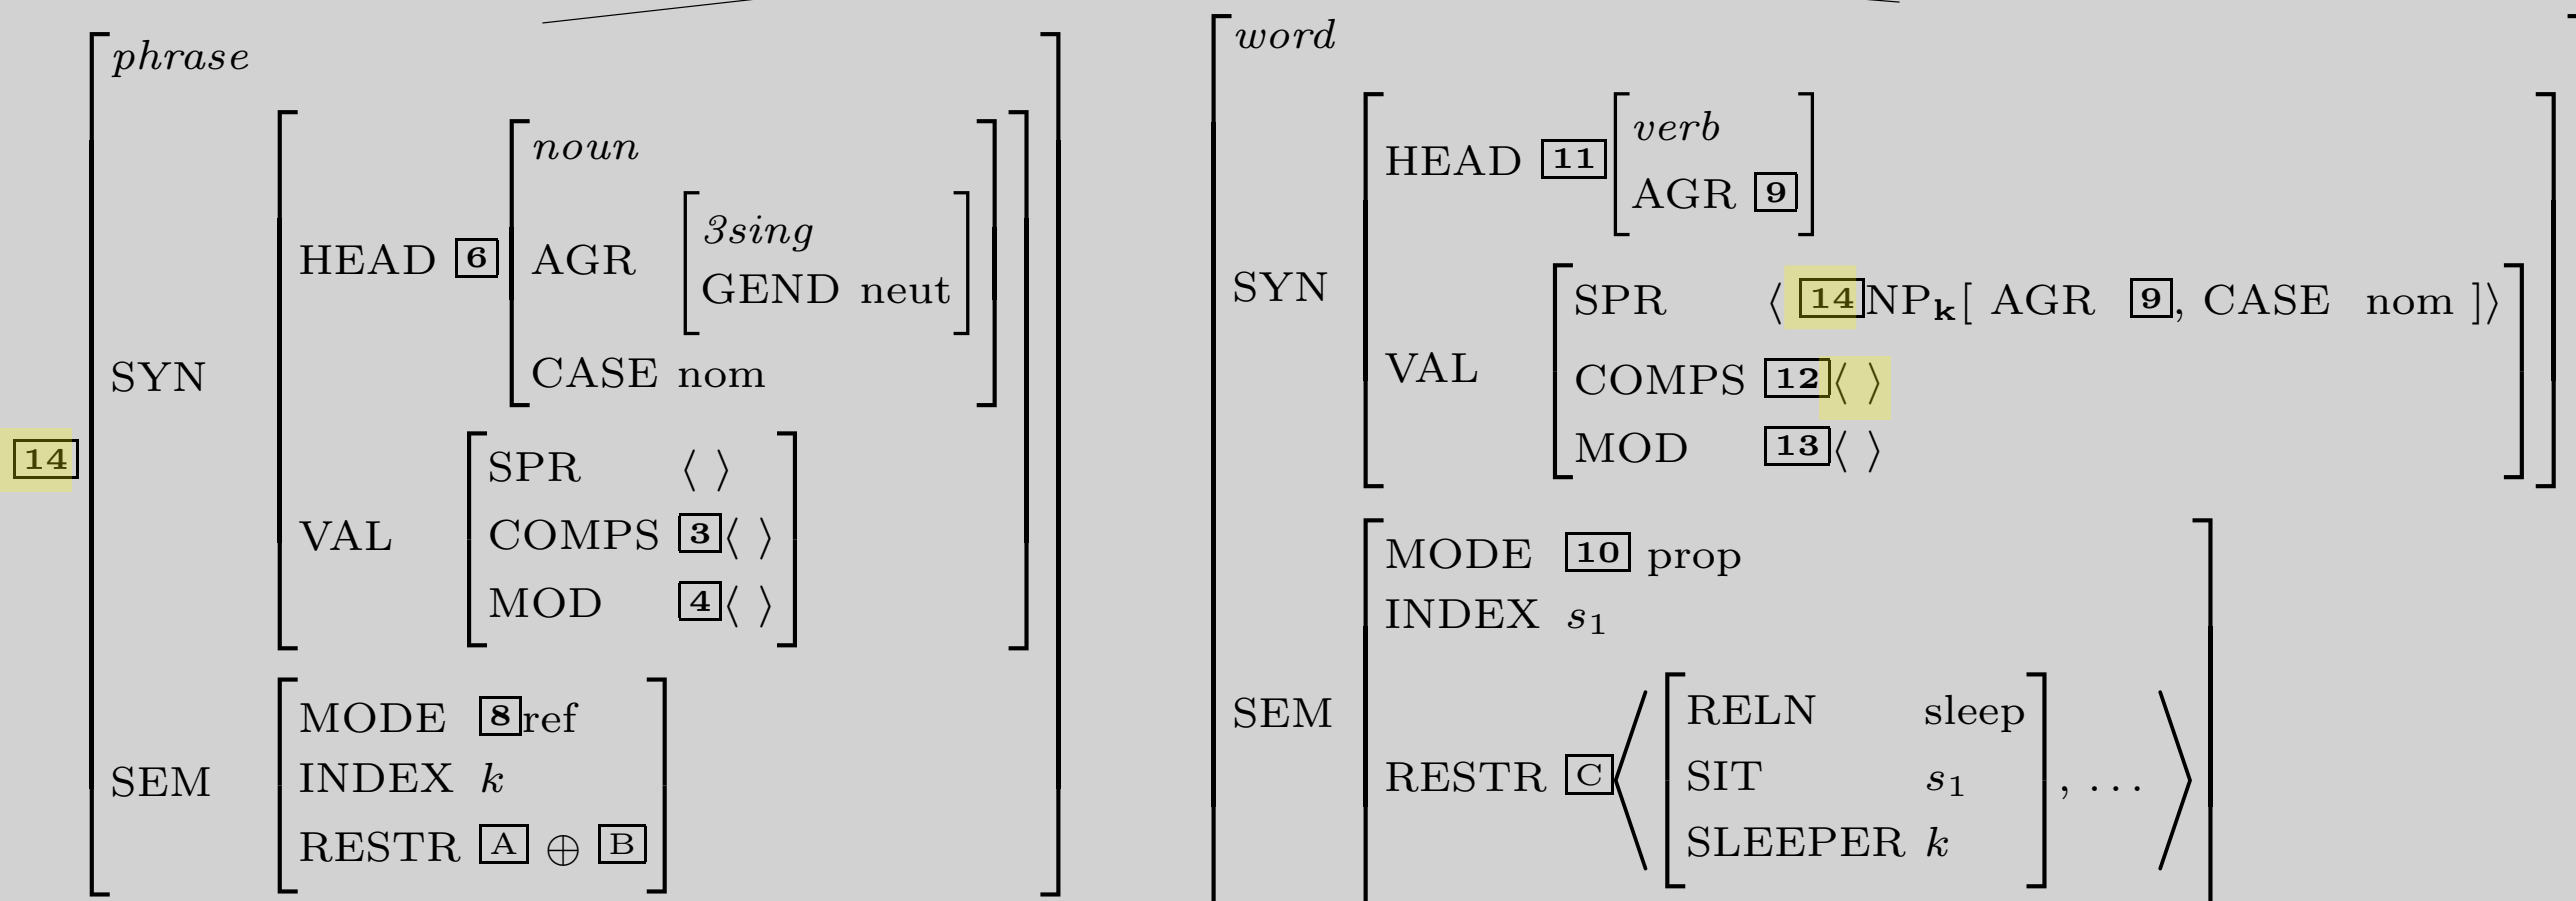 phrase
SYN
HEAD 6
noun
AGR
3sing
GEND neut
CASE nom
14
VAL
SPR ⟨ ⟩
COMPS 3⟨ ⟩
MOD 4⟨ ⟩
SEM
MODE 8ref
INDEX k
RESTR A ⊕ B
word
SYN
HEAD 11
verb
AGR 9
VAL
SPR ⟨ 14NPk[ AGR 9, CASE nom ]⟩
COMPS 12⟨ ⟩
MOD 13⟨ ⟩
SEM
MODE 10 prop
INDEX s1
RESTR C
RELN sleep
SIT s1
SLEEPER k
, ...